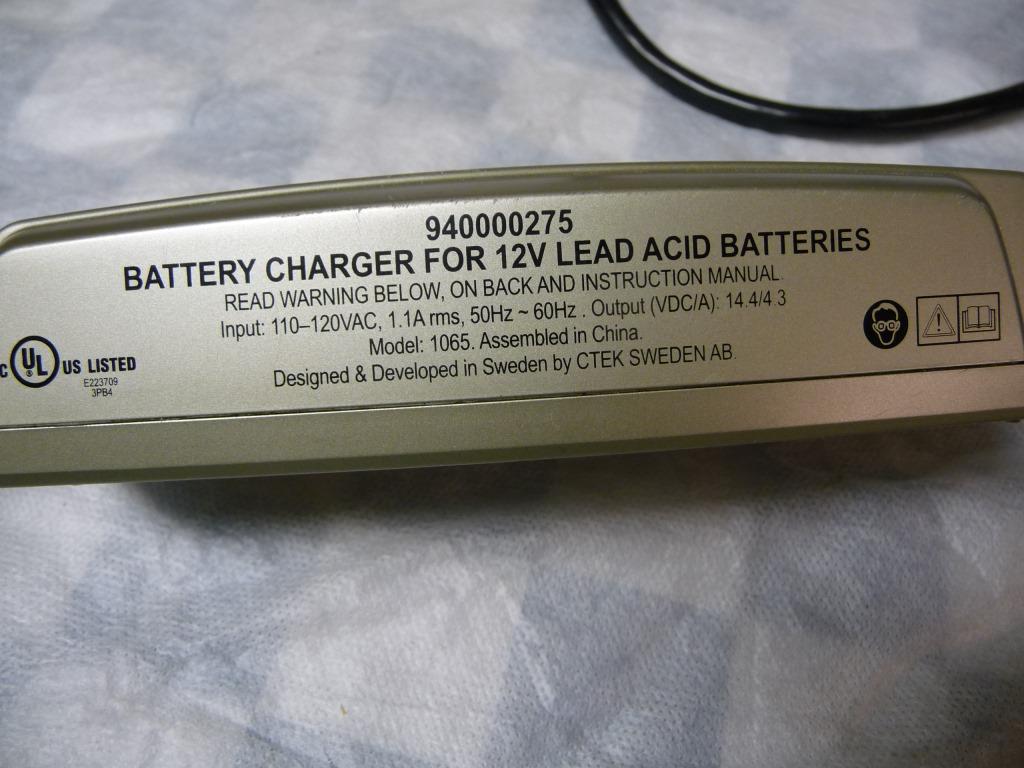 940000275
BATTERY CHARGER FOR 12V LEAD ACID BATTERIES
READ WARNING BELOW, ON BACK AND INSTRUCTION MANUAL.
Input: 110–120VAC, 1.1A rms, 50Hz ~ 60Hz . Output (VDC/A): 14.4/4.3
Model: 1065. Assembled in China.
Designed & Developed in Sweden by CTEK SWEDEN AB.
C UL ® US LISTED
E223709
3PB4